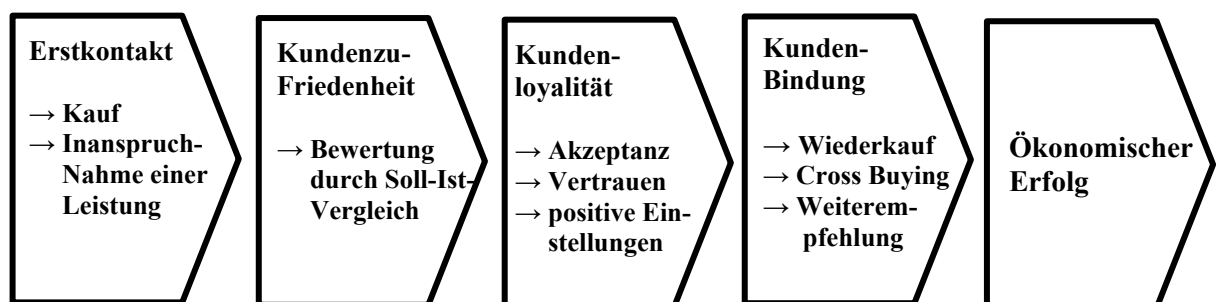 Erstkontakt
→ Kauf
→ Inanspruch-
Nahme einer
Leistung
Kundenzu-
Friedenheit
→ Bewertung
durch Soll-Ist-
Vergleich
Kunden-
loyalität
→ Akzeptanz
→ Vertrauen
→ positive Ein-
stellungen
Kunden-
Bindung
→ Wiederkauf
→ Cross Buying
→ Weiterem-
pfehlung
Ökonomischer
Erfolg